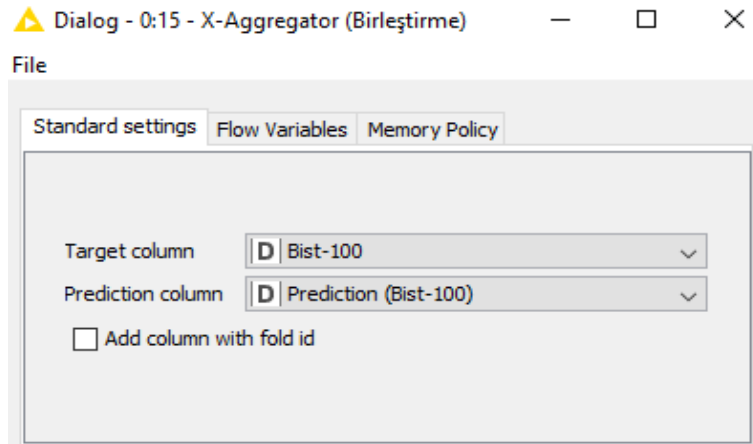 Dialog - 0:15 - X-Aggregator (Birleştirme)
File
Standard settings Flow Variables Memory Policy
Target column D Bist-100
Prediction column D Prediction (Bist-100)
Add column with fold id